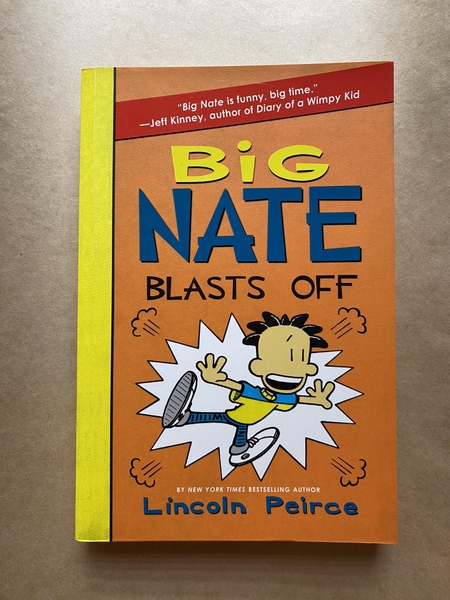 "Big Nate is funny, big time."
—Jeff Kinney, author of Diary of a Wimpy Kid
BiG
NATE
BLASTS OFF
BY NEW YORK TIMES BESTSELLING AUTHOR
Lincoln Peirce